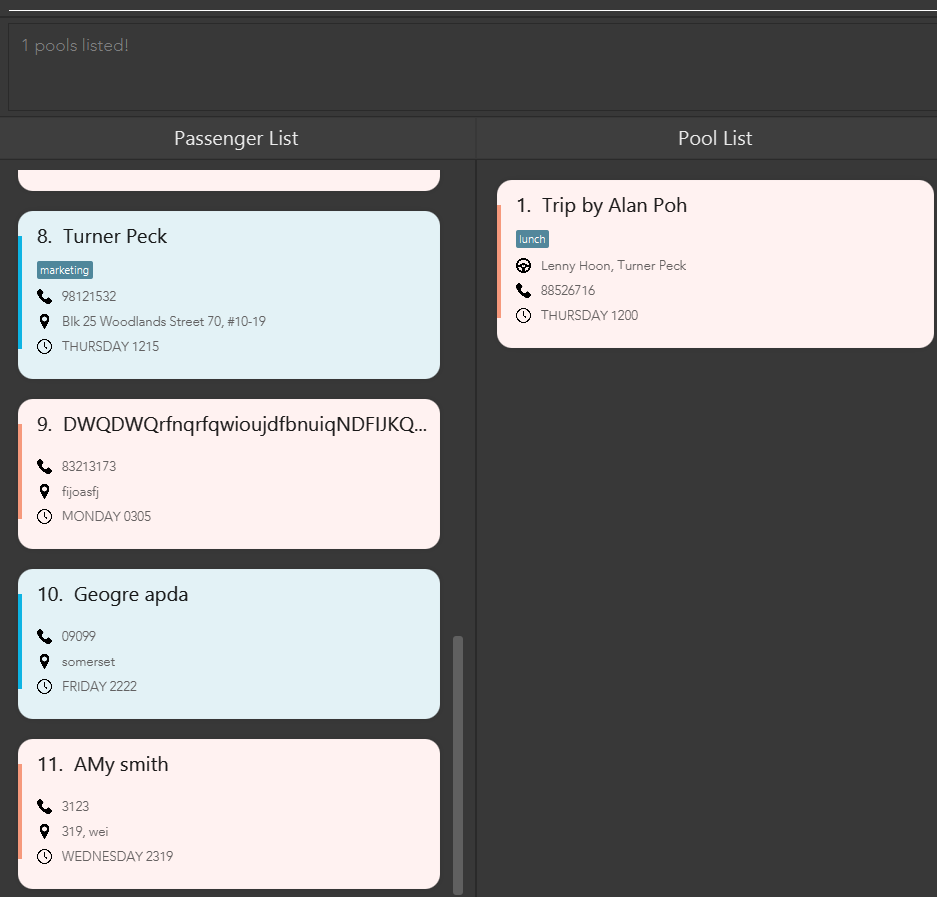 1 pools listed!
Passenger List
Pool List
8. Turner Peck
marketing
98121532
Blk 25 Woodlands Street 70, #10-19
THURSDAY 1215
9. DWQDWQrfnqrfqwioujdfbnuiqNDFIJKQ...
83213173
fijoasfj
MONDAY 0305
10. Geogre apda
09099
somerset
FRIDAY 2222
11. AMy smith
3123
319, wei
WEDNESDAY 2319
1. Trip by Alan Poh
lunch
Lenny Hoon, Turner Peck
88526716
THURSDAY 1200